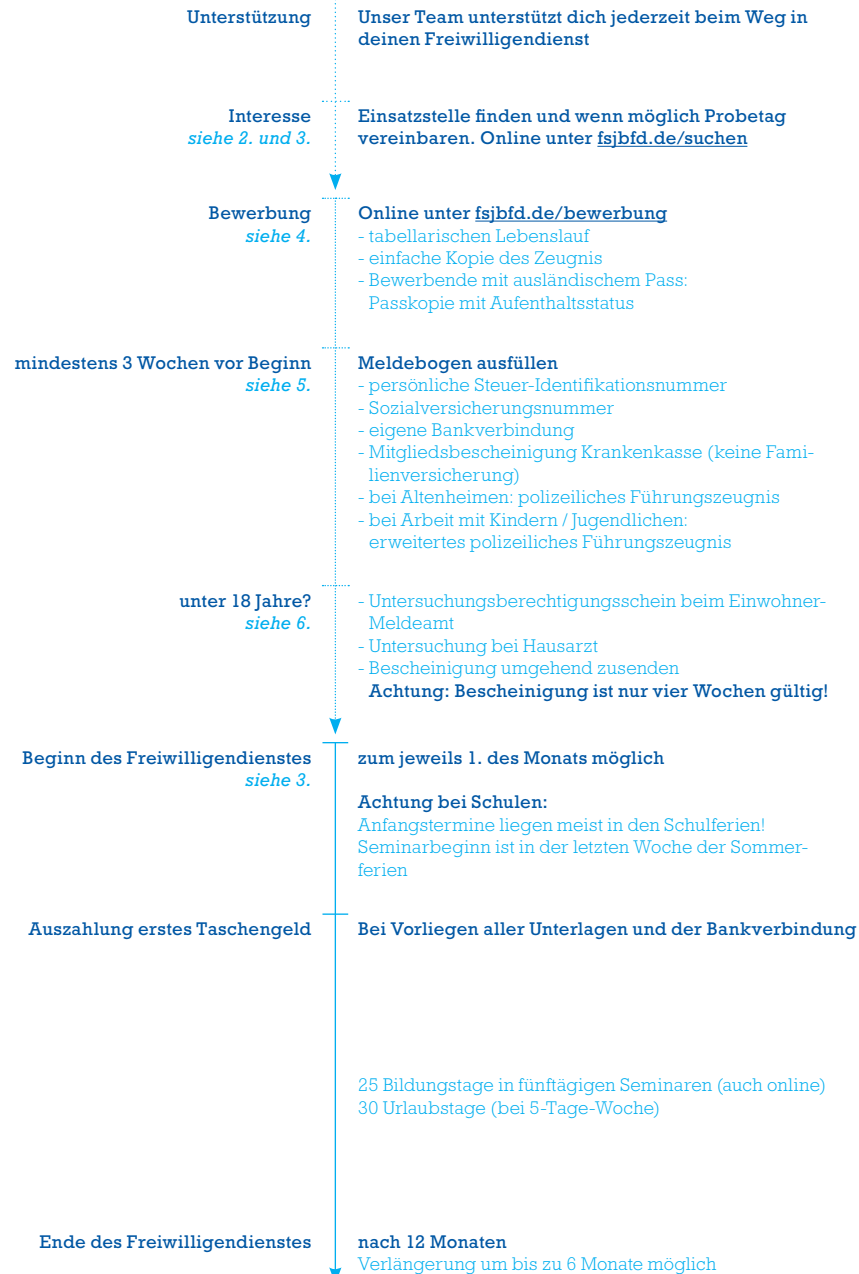 Unterstützung
Unser Team unterstützt dich jederzeit beim Weg in
deinen Freiwilligendienst
Interesse
siehe 2. und 3.
Einsatzstelle finden und wenn möglich Probetag
vereinbaren. Online unter fsjbfd.de/suchen
Bewerbung
siehe 4.
Online unter fsjbfd.de/bewerbung
- tabellarischen Lebenslauf
- einfache Kopie des Zeugnis
- Bewerbende mit ausländischem Pass:
Passkopie mit Aufenthaltsstatus
mindestens 3 Wochen vor Beginn
siehe 5.
Meldebogen ausfüllen
- persönliche Steuer-Identifikationsnummer
- Sozialversicherungsnummer
- eigene Bankverbindung
- Mitgliedsbescheinigung Krankenkasse (keine Fami-
lienversicherung)
- bei Altenheimen: polizeiliches Führungszeugnis
- bei Arbeit mit Kindern / Jugendlichen:
erweitertes polizeiliches Führungszeugnis
unter 18 Jahre?
siehe 6.
- Untersuchungsberechtigungsschein beim Einwohner-
Meldeamt
- Untersuchung bei Hausarzt
- Bescheinigung umgehend zusenden
Achtung: Bescheinigung ist nur vier Wochen gültig!
Beginn des Freiwilligendienstes
siehe 3.
zum jeweils 1. des Monats möglich
Achtung bei Schulen:
Anfangstermine liegen meist in den Schulferien!
Seminarbeginn ist in der letzten Woche der Sommer-
ferien
Auszahlung erstes Taschengeld
Bei Vorliegen aller Unterlagen und der Bankverbindung
25 Bildungstage in fünftägigen Seminaren (auch online)
30 Urlaubstage (bei 5-Tage-Woche)
Ende des Freiwilligendienstes
nach 12 Monaten
Verlängerung um bis zu 6 Monate möglich